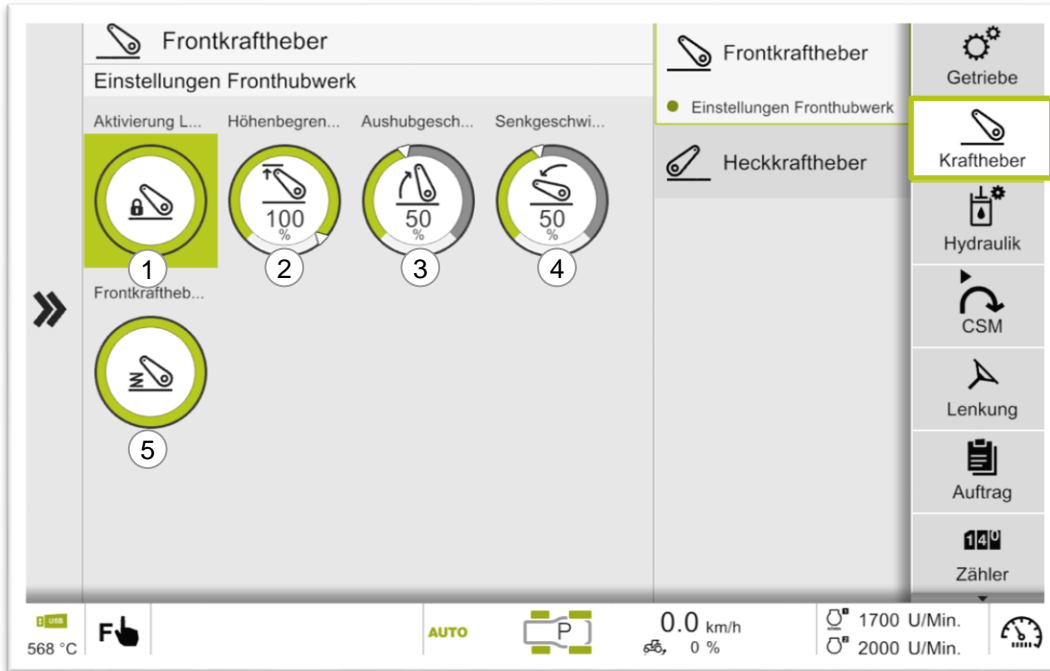 Frontkraftheber
Einstellungen Fronthubwerk
Aktivierung L...
Höhenbegren...
Aushubgesch...
Senkgeschwi...
100
%
50
%
50
%
1
2
3
4
Frontkraftheb...
5
Frontkraftheber
Einstellungen Fronthubwerk
Heckkraftheber
Getriebe
Kraftheber
Hydraulik
CSM
Lenkung
Auftrag
140
Zähler
USB
568 °C
F
AUTO
P
0.0 km/h
0 %
1700 U/Min.
2000 U/Min.